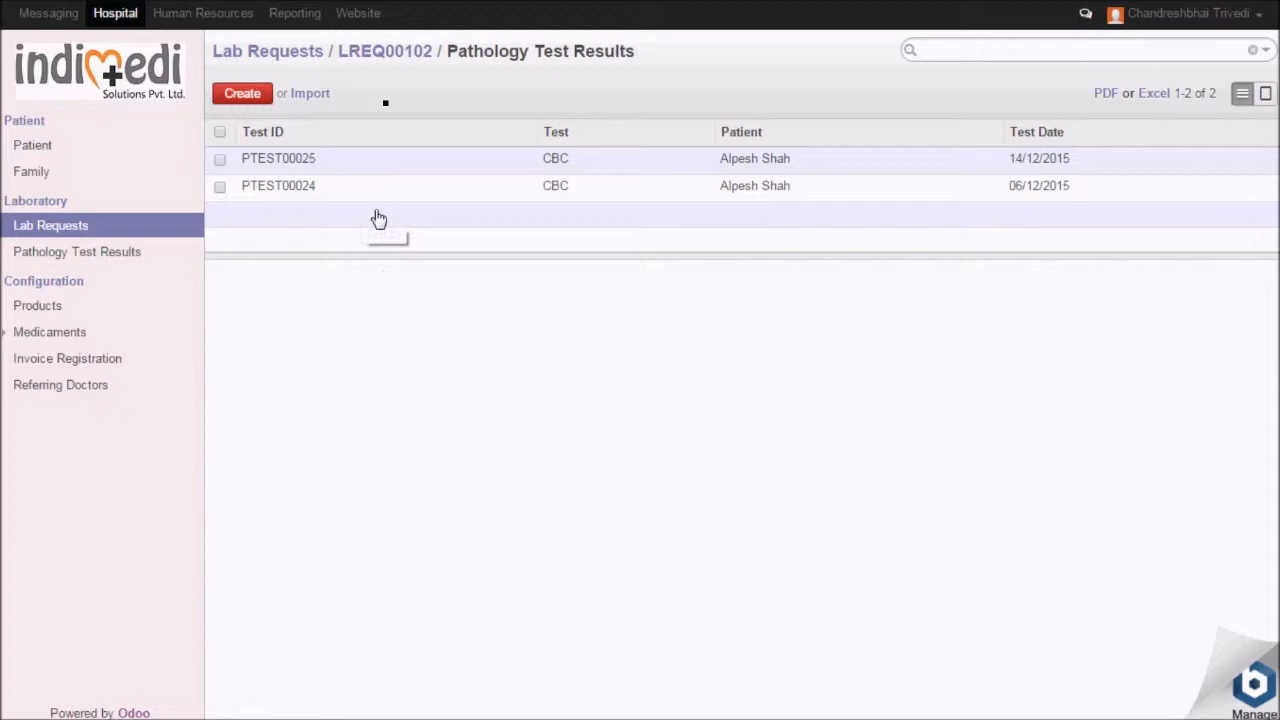 Messaging Hospital Human Resources Reporting Website Chandreshbhai Trivedi
indimedi
Solutions Pvt. Ltd.
Lab Requests / LREQ00102 / Pathology Test Results
Create or Import PDF or Excel 1-2 of 2
Patient
Patient
Family
Laboratory
Lab Requests
Pathology Test Results
Configuration
Products
Medicaments
Invoice Registration
Referring Doctors
Powered by Odoo
Test ID Test Patient Test Date
PTEST00025 CBC Alpesh Shah 14/12/2015
PTEST00024 CBC Alpesh Shah 06/12/2015
Manage